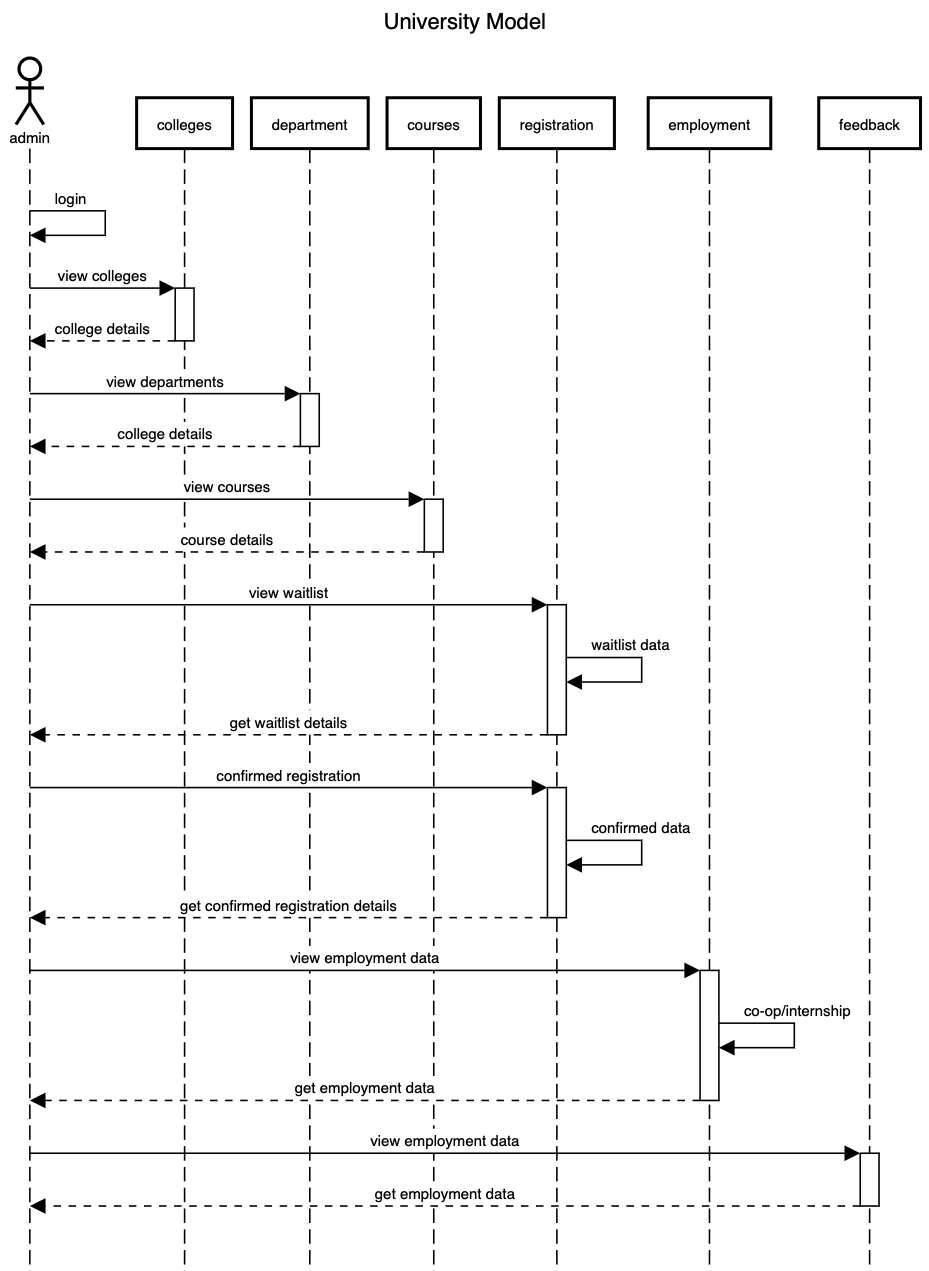 University Model
admin
colleges
department
courses
registration
employment
feedback
login
view colleges
college details
view departments
college details
view courses
course details
view waitlist
waitlist data
get waitlist details
confirmed registration
confirmed data
get confirmed registration details
view employment data
co-op/internship
get employment data
view employment data
get employment data